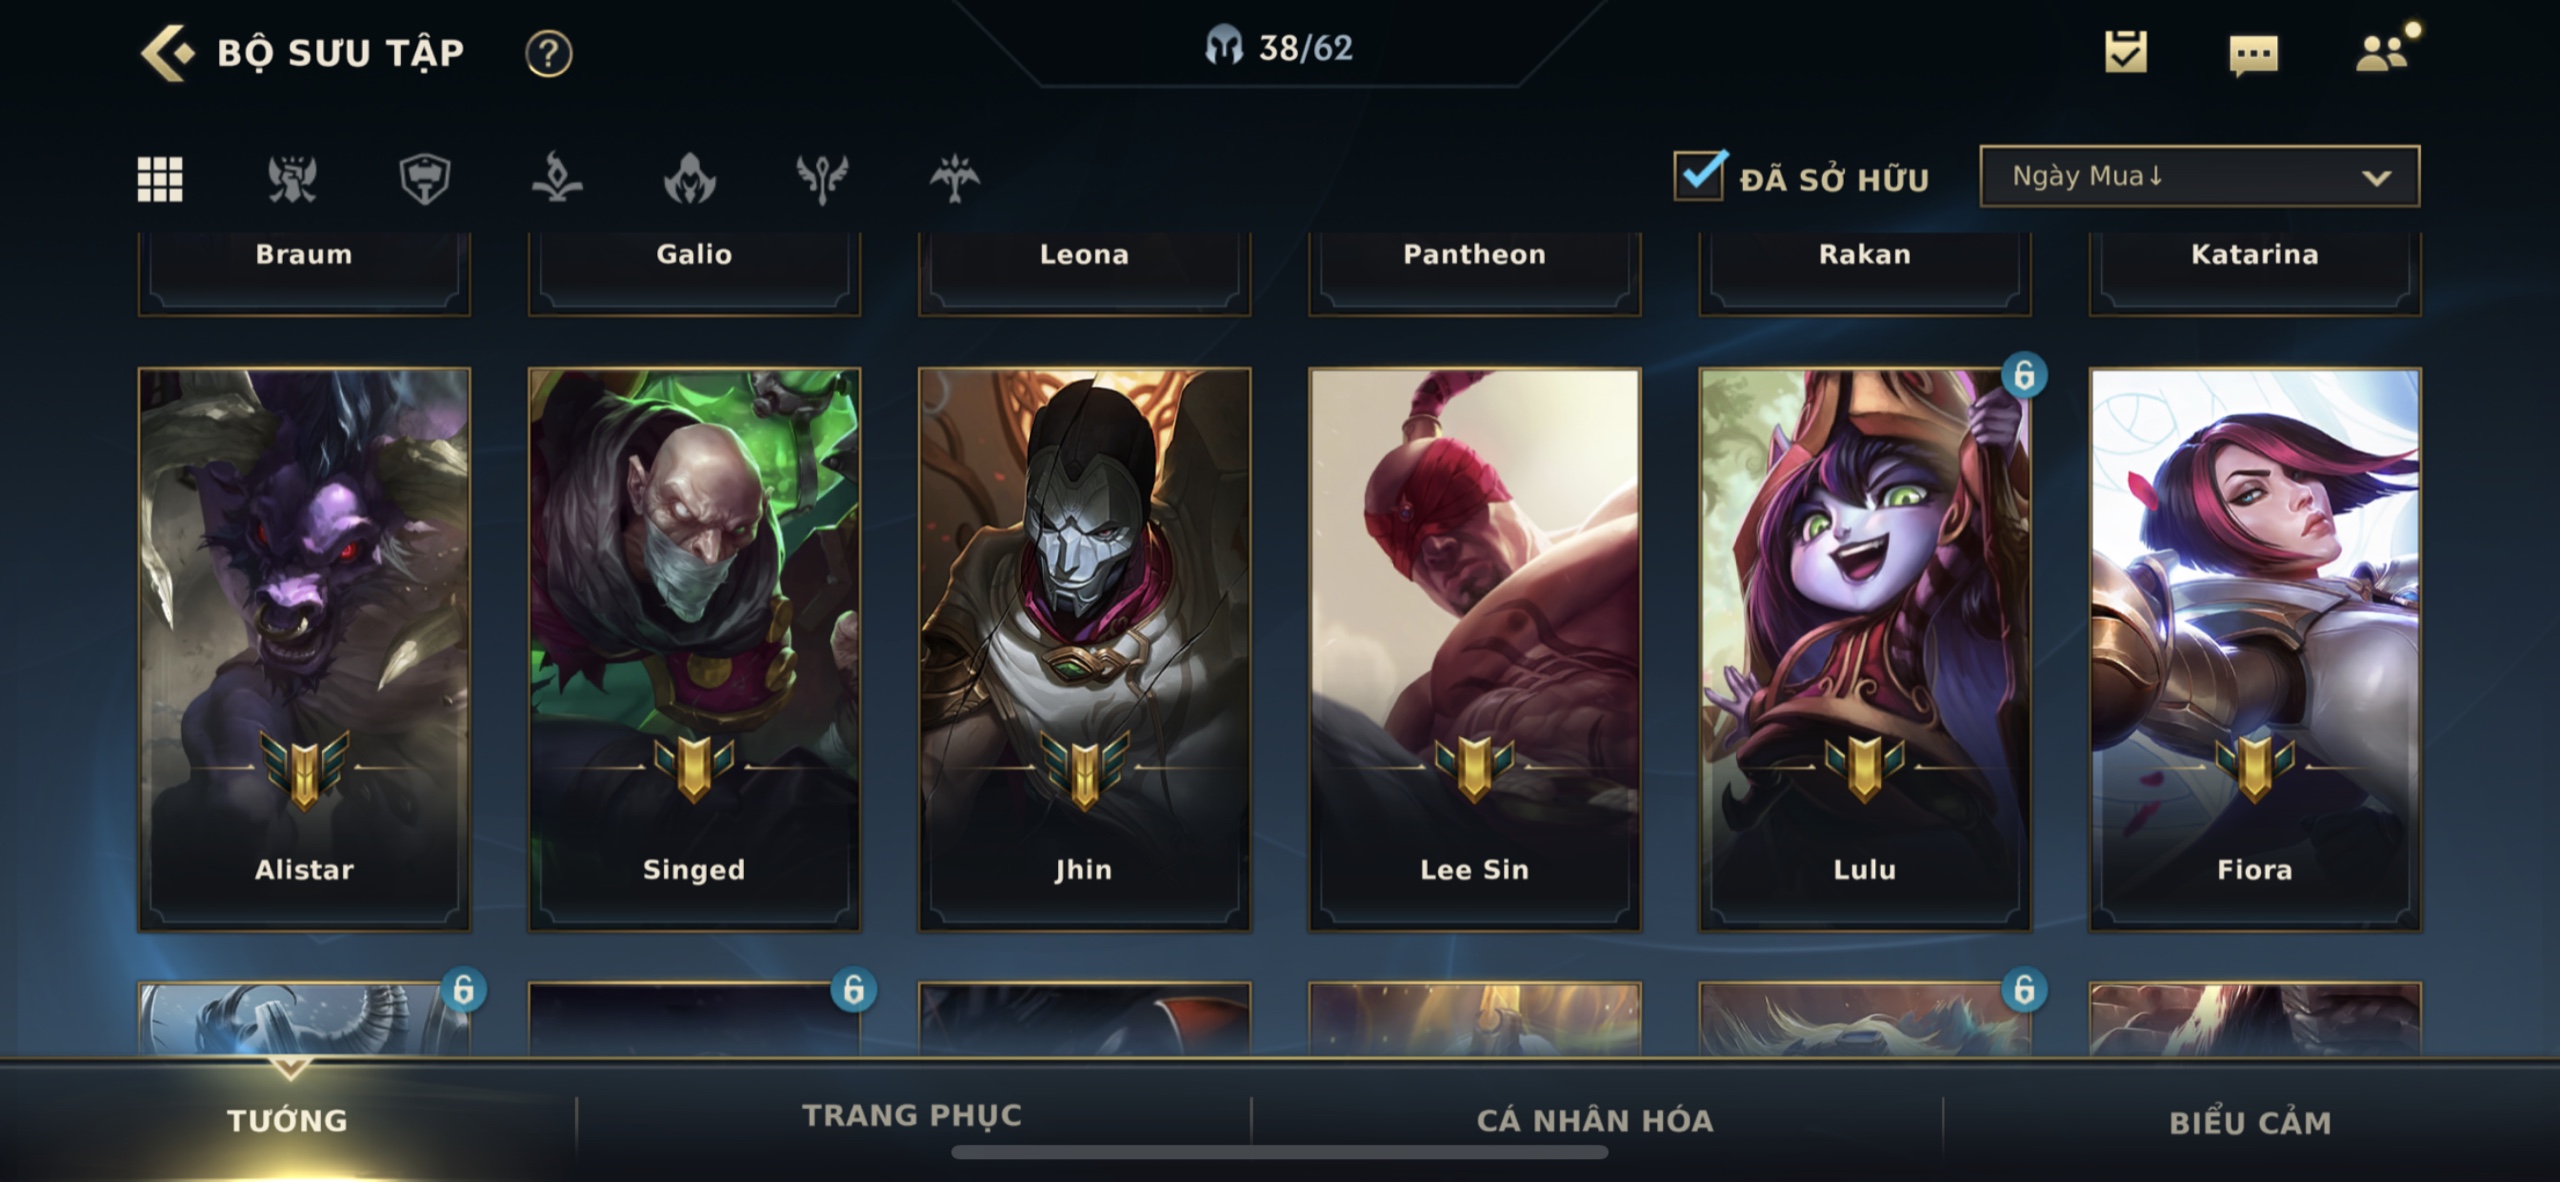 BỘ SƯU TẬP
?
38/62
ĐÃ SỞ HỮU
Ngày Mua↓
Braum
Galio
Leona
Pantheon
Rakan
Katarina
Alistar
Singed
Jhin
Lee Sin
Lulu
Fiora
TƯỚNG
TRANG PHỤC
CÁ NHÂN HÓA
BIỂU CẢM